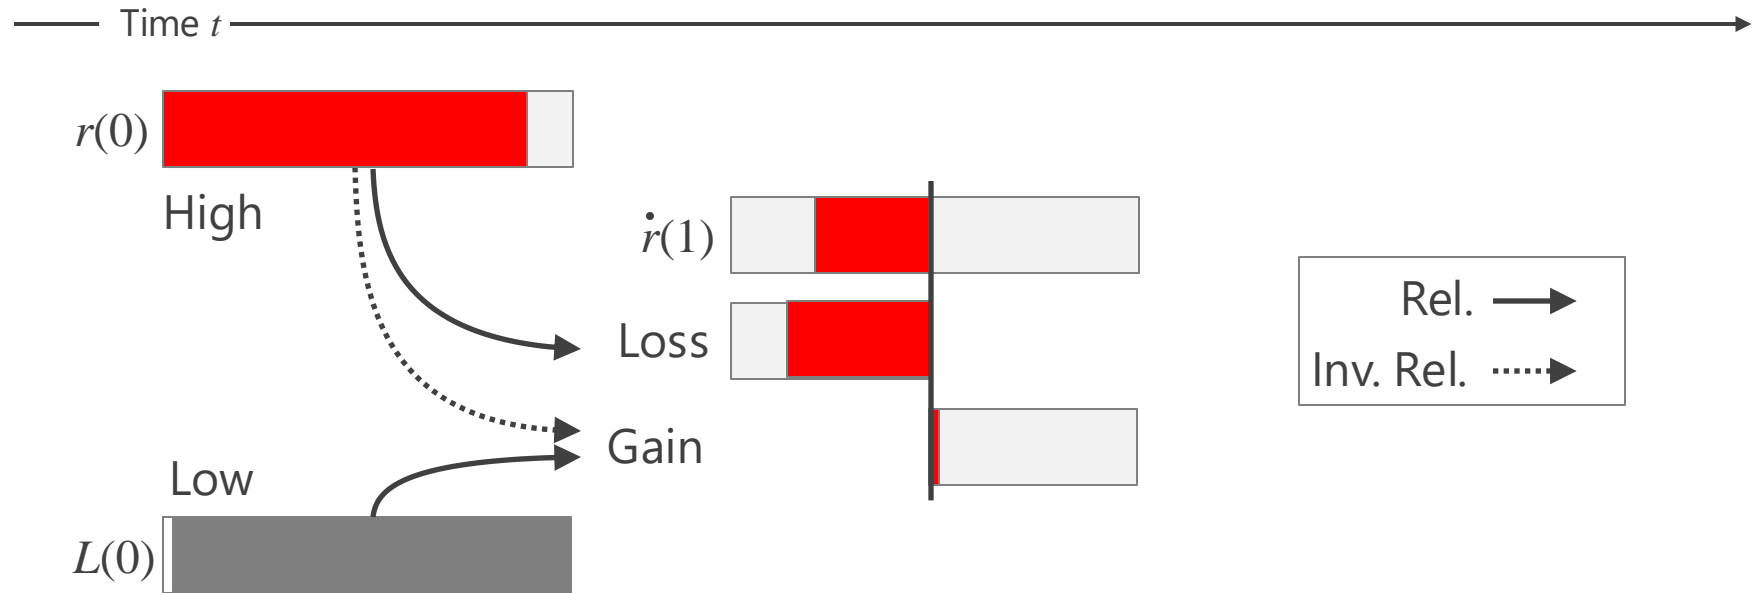 Time t
r(0)
High
ṙ(1)
Rel.
Loss
Inv. Rel.
Gain
Low
L(0)